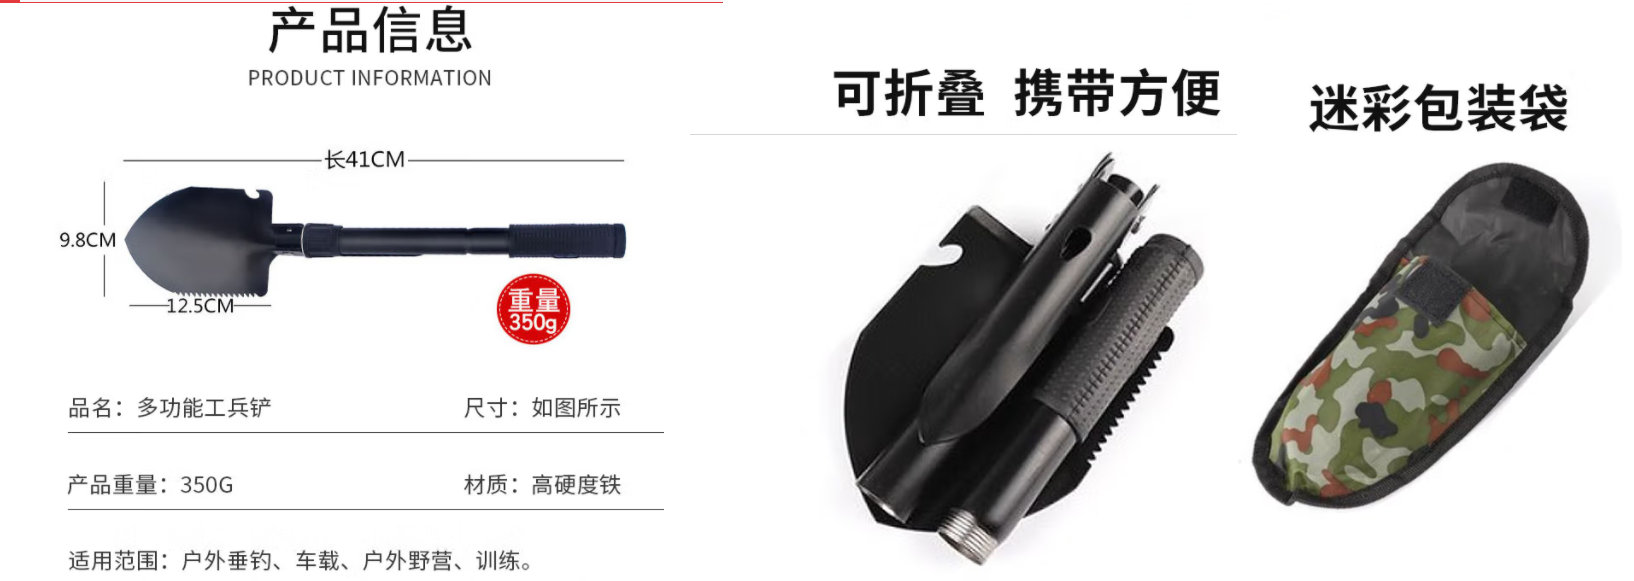 产品信息
PRODUCT INFORMATION
长41CM
9.8CM
12.5CM
重量
350g
品名：多功能工兵铲
尺寸：如图所示
产品重量：350G
材质：高硬度铁
适用范围：户外垂钓、车载、户外野营、训练。
可折叠 携带方便
迷彩包装袋